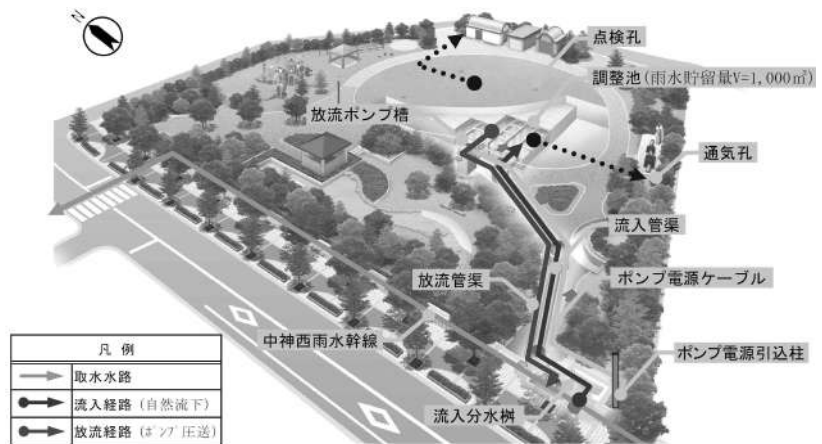 N
点検孔
調整池(雨水貯留量V=1,000㎥)
放流ポンプ槽
通気孔
流入管渠
放流管渠
ポンプ電源ケーブル
中神西雨水幹線
ポンプ電源引込柱
流入分水桝
凡 例
取水水路
流入経路 (自然流下)
放流経路 (ポンプ圧送)